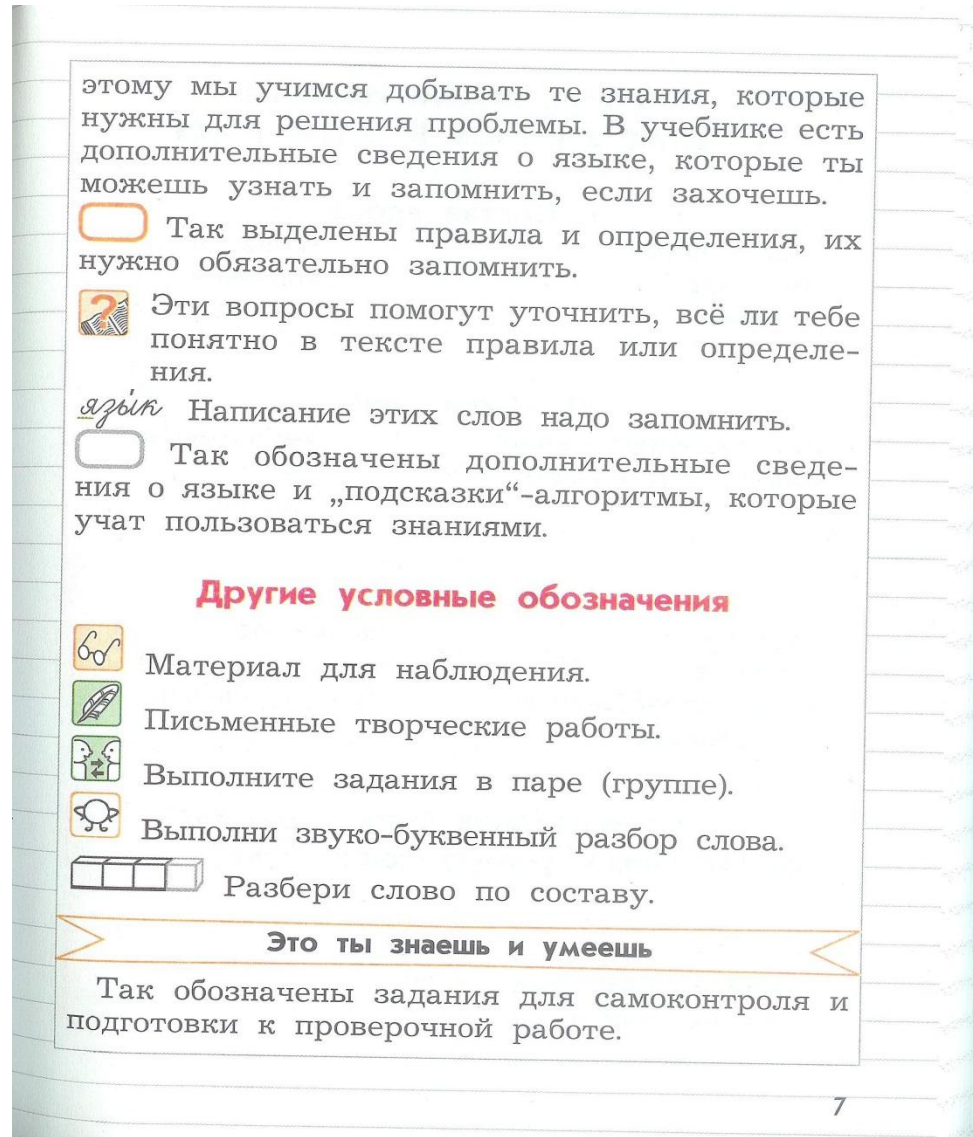 этому мы учимся добывать те знания, которые
нужны для решения проблемы. В учебнике есть
дополнительные сведения о языке, которые ты
можешь узнать и запомнить, если захочешь.
Так выделены правила и определения, их
нужно обязательно запомнить.
?
Эти вопросы помогут уточнить, всё ли тебе
понятно в тексте правила или определе-
ния.
язы́к Написание этих слов надо запомнить.
Так обозначены дополнительные сведе-
ния о языке и „подсказки“-алгоритмы, которые
учат пользоваться знаниями.
Другие условные обозначения
Материал для наблюдения.
Письменные творческие работы.
Выполните задания в паре (группе).
Выполни звуко-буквенный разбор слова.
Разбери слово по составу.
Это ты знаешь и умеешь
Так обозначены задания для самоконтроля и
подготовки к проверочной работе.
7